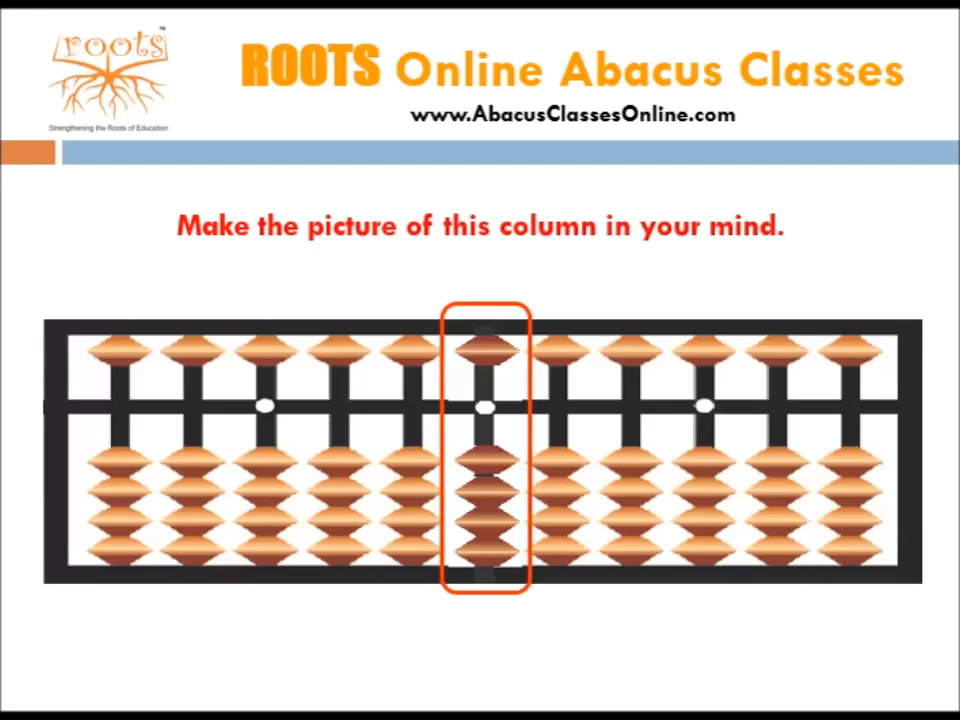 roots™
Strengthening the Roots of Education
ROOTS Online Abacus Classes
www.AbacusClassesOnline.com
Make the picture of this column in your mind.